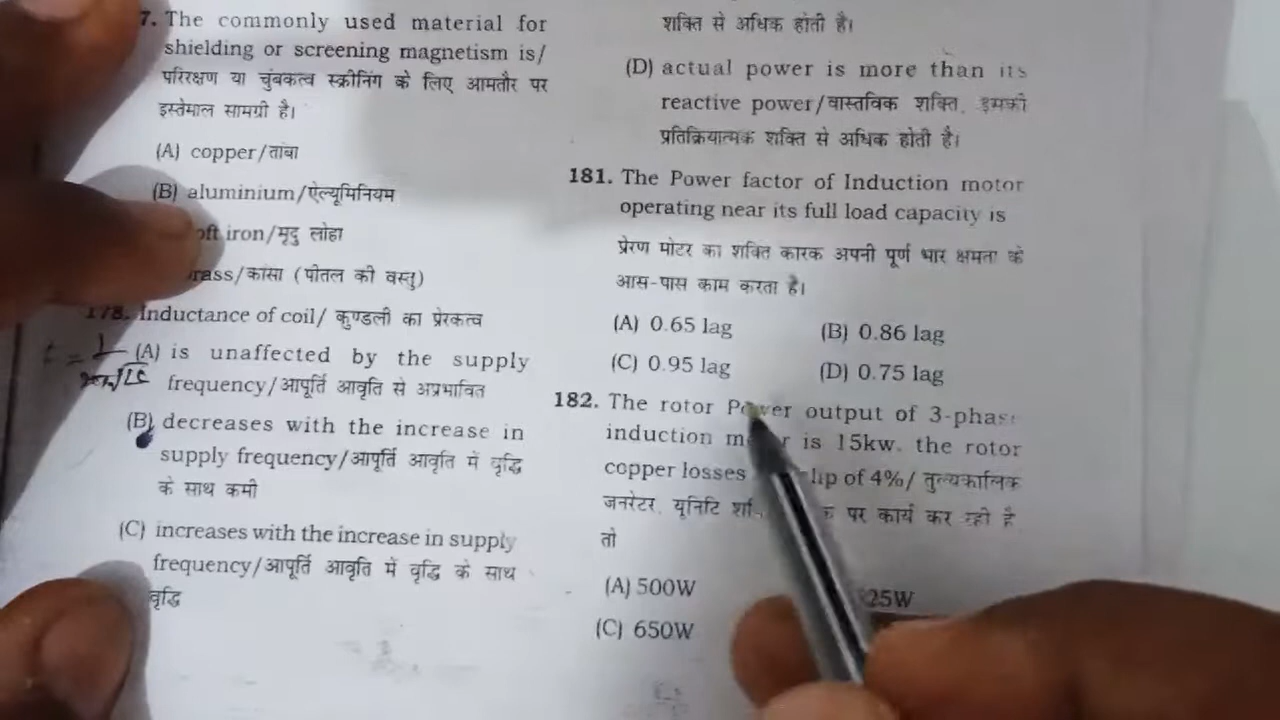 7. The commonly used material for
shielding or screening magnetism is/
परिरक्षण या चुंबकत्व स्क्रीनिंग के लिए आमतौर पर
इस्तेमाल सामग्री है।
(A) copper/तांबा
(B) aluminium/ऐल्यूमिनियम
oft iron/मृदु लोहा
rass/कांसा (पीतल की वस्तु)
178. Inductance of coil/ कुण्डली का प्रेरकत्व
(A) is unaffected by the supply
frequency/आपूर्ति आवृति से अप्रभावित
(B) decreases with the increase in
supply frequency/आपूर्ति आवृति में वृद्धि
के साथ कमी
(C) increases with the increase in supply
frequency/आपूर्ति आवृति में वृद्धि के साथ
वृद्धि
शक्ति से अधिक होती है।
(D) actual power is more than its
reactive power/वास्तविक शक्ति, इमकी
प्रतिक्रियात्मक शक्ति से अधिक होती है।
181. The Power factor of Induction motor
operating near its full load capacity is
प्रेरण मोटर का शक्ति कारक अपनी पूर्ण भार क्षमता के
आस-पास काम करता है।
(A) 0.65 lag (B) 0.86 lag
(C) 0.95 lag (D) 0.75 lag
182. The rotor Power output of 3-phase
induction is 15kw. the rotor
copper losses lip of 4%/ तुल्यकालिक
जनरेटर, यूनिटि पर कार्य कर रही है
तो
(A) 500W 25W
(C) 650W